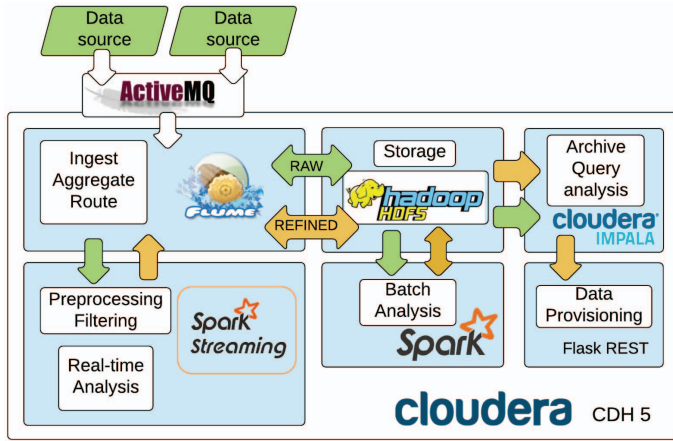 Data
source
Data
source
ActiveMQ
Ingest
Aggregate
Route
FLUME
RAW
REFINED
Storage
hadoop
HDFS
Archive
Query
analysis
cloudera
IMPALA
Preprocessing
Filtering
Real-time
Analysis
Spark
Streaming
Batch
Analysis
Spark
Data
Provisioning
Flask REST
cloudera CDH 5